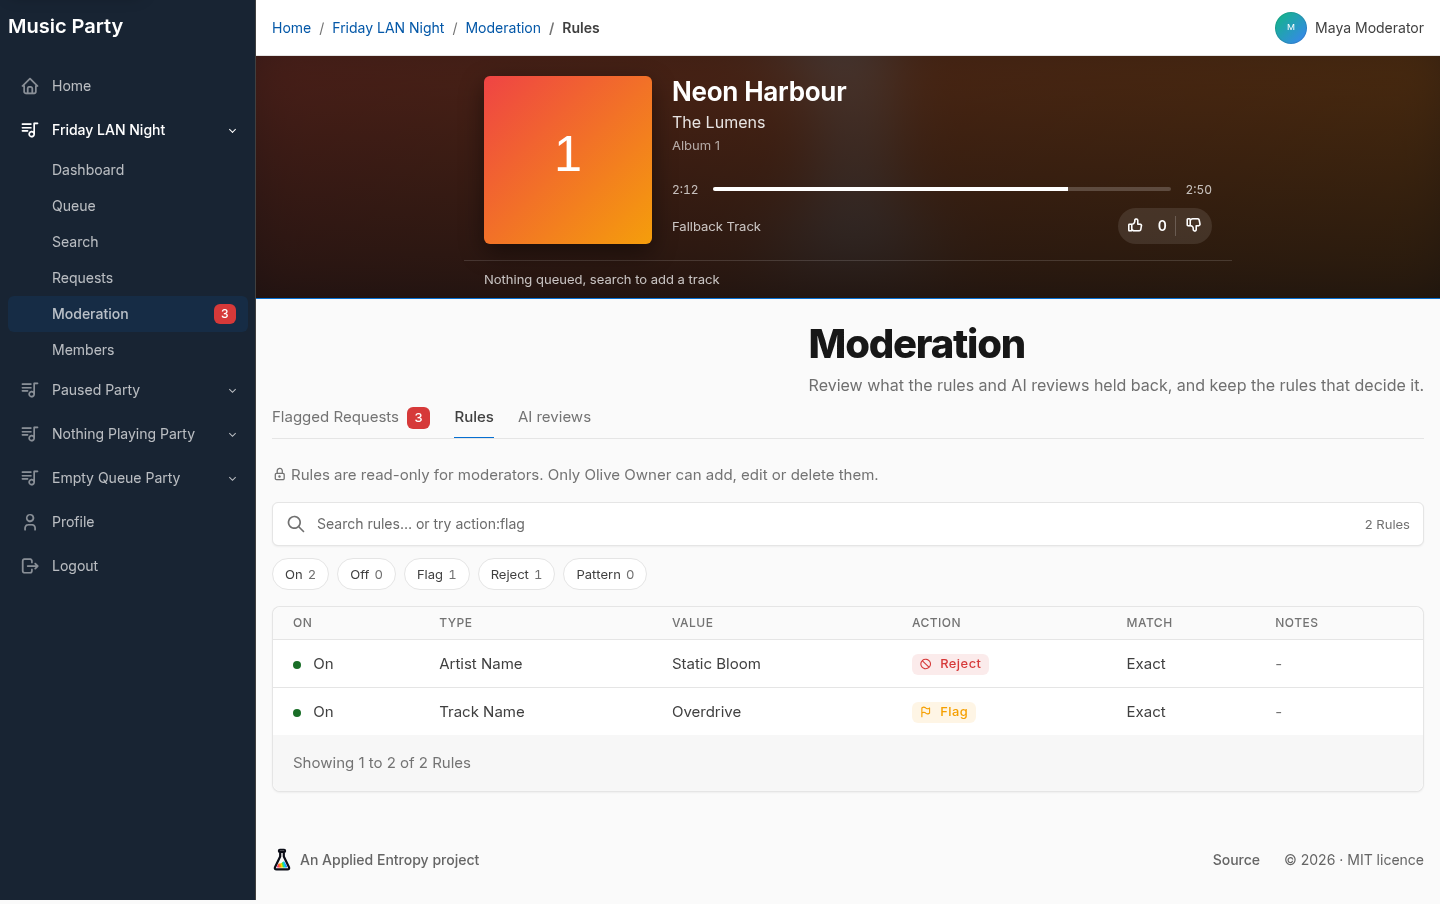 Music Party
Home
Friday LAN Night
Dashboard
Queue
Search
Requests
Moderation 3
Members
Paused Party
Nothing Playing Party
Empty Queue Party
Profile
Logout
Home / Friday LAN Night / Moderation / Rules
M Maya Moderator
1
Neon Harbour
The Lumens
Album 1
2:12 2:50
Fallback Track 0
Nothing queued, search to add a track
Moderation
Review what the rules and AI reviews held back, and keep the rules that decide it.
Flagged Requests 3 Rules AI reviews
Rules are read-only for moderators. Only Olive Owner can add, edit or delete them.
Search rules... or try action:flag 2 Rules
On 2 Off 0 Flag 1 Reject 1 Pattern 0
ON TYPE VALUE ACTION MATCH NOTES
On Artist Name Static Bloom Reject Exact -
On Track Name Overdrive Flag Exact -
Showing 1 to 2 of 2 Rules
An Applied Entropy project Source © 2026 · MIT licence